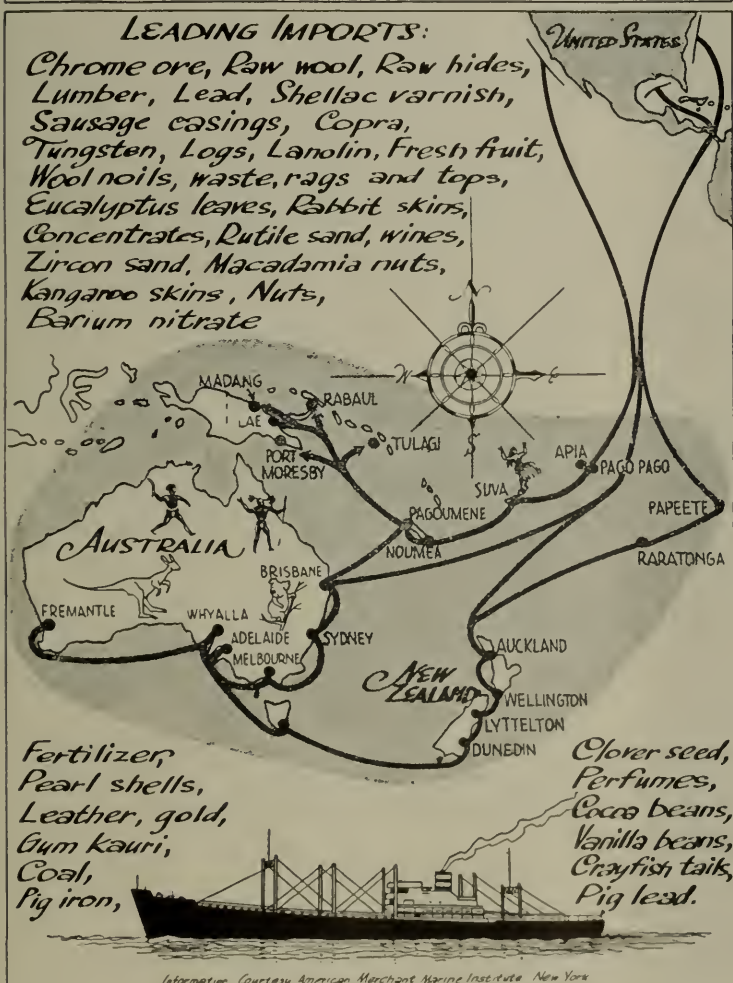 LEADING IMPORTS:
Chrome ore, Raw wool, Raw hides,
Lumber, Lead, Shellac varnish,
Sausage casings, Copra,
Tungsten, Logs, Lanolin, Fresh fruit,
Wool noils, waste, rags and tops,
Eucalyptus leaves, Rabbit skins,
Concentrates, Rutile sand, wines,
Zircon sand, Macadamia nuts,
Kangaroo skins, Nuts,
Barium nitrate
UNITED STATES
N
W
E
S
MADANG
RABAUL
LAE
TULAGI
PORT
MORESBY
APIA
PAGO PAGO
SUVA
PAGOUMENE
PAPEETE
NOUMEA
RARATONGA
AUSTRALIA
BRISBANE
FREMANTLE
WHYALLA
ADELAIDE
SYDNEY
MELBOURNE
AUCKLAND
NEW
ZEALAND
WELLINGTON
LYTTELTON
DUNEDIN
Fertilizer,
Pearl shells,
Leather, gold,
Gum kauri,
Coal,
Pig iron,
Clover seed,
Perfumes,
Cocoa beans,
Vanilla beans,
Crayfish tails,
Pig lead.
Information Courtesy American Merchant Marine Institute New York